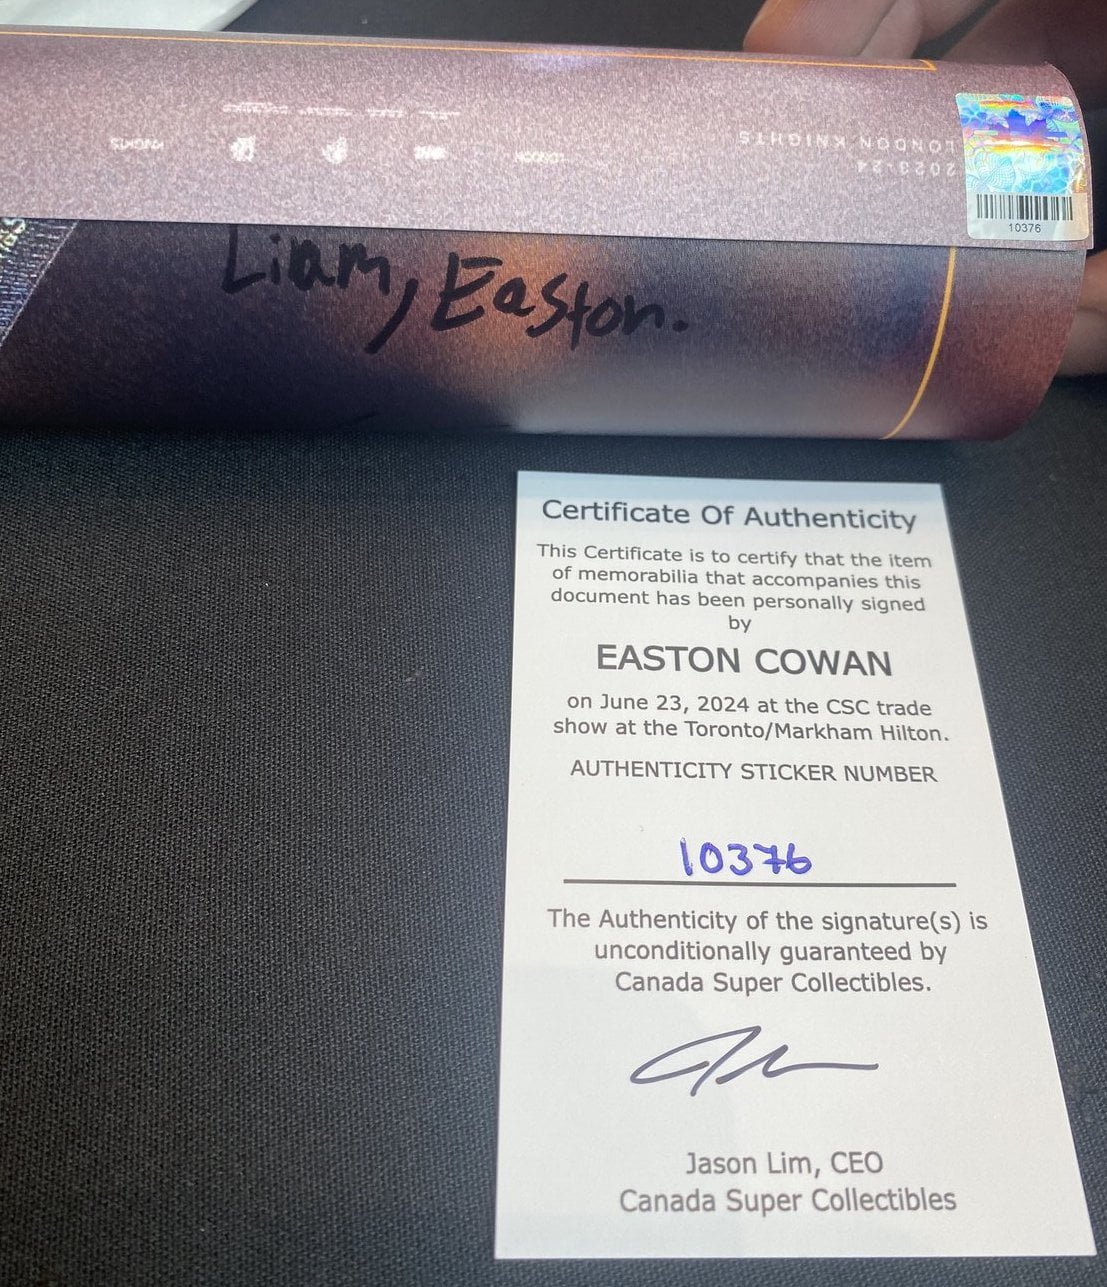 KNIGHTS
LONDON
2023-24
LONDON KNIGHTS
10376
Liam, Easton.
Certificate Of Authenticity
This Certificate is to certify that the item
of memorabilia that accompanies this
document has been personally signed
by
EASTON COWAN
on June 23, 2024 at the CSC trade
show at the Toronto/Markham Hilton.
AUTHENTICITY STICKER NUMBER
10376
The Authenticity of the signature(s) is
unconditionally guaranteed by
Canada Super Collectibles.
Jason Lim, CEO
Canada Super Collectibles